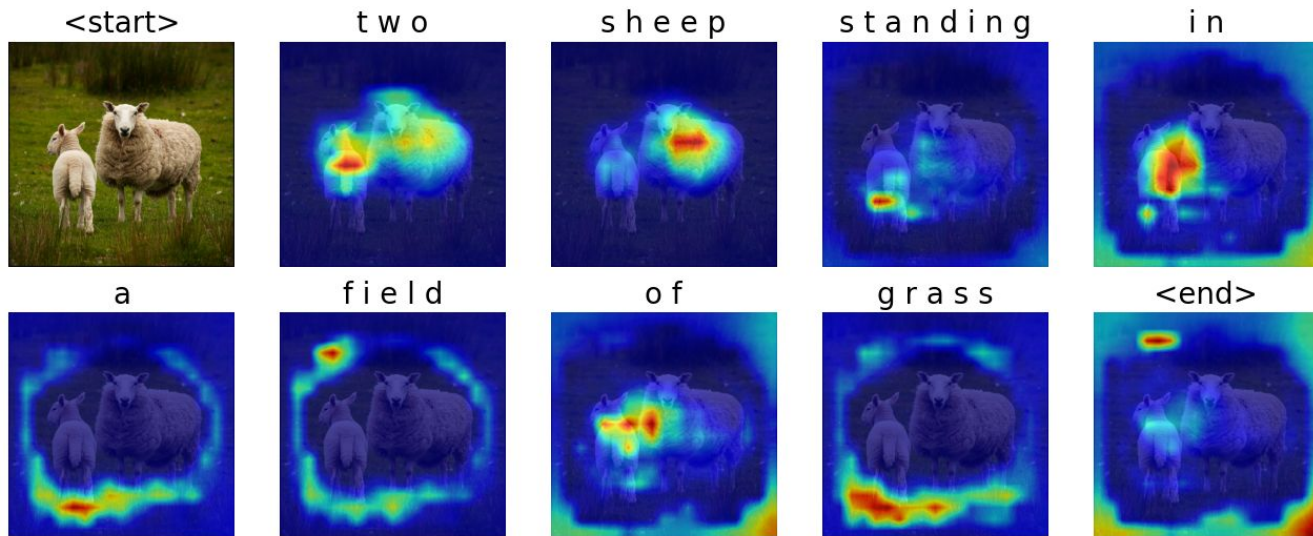 <start> two sheep standing in
a field of grass <end>